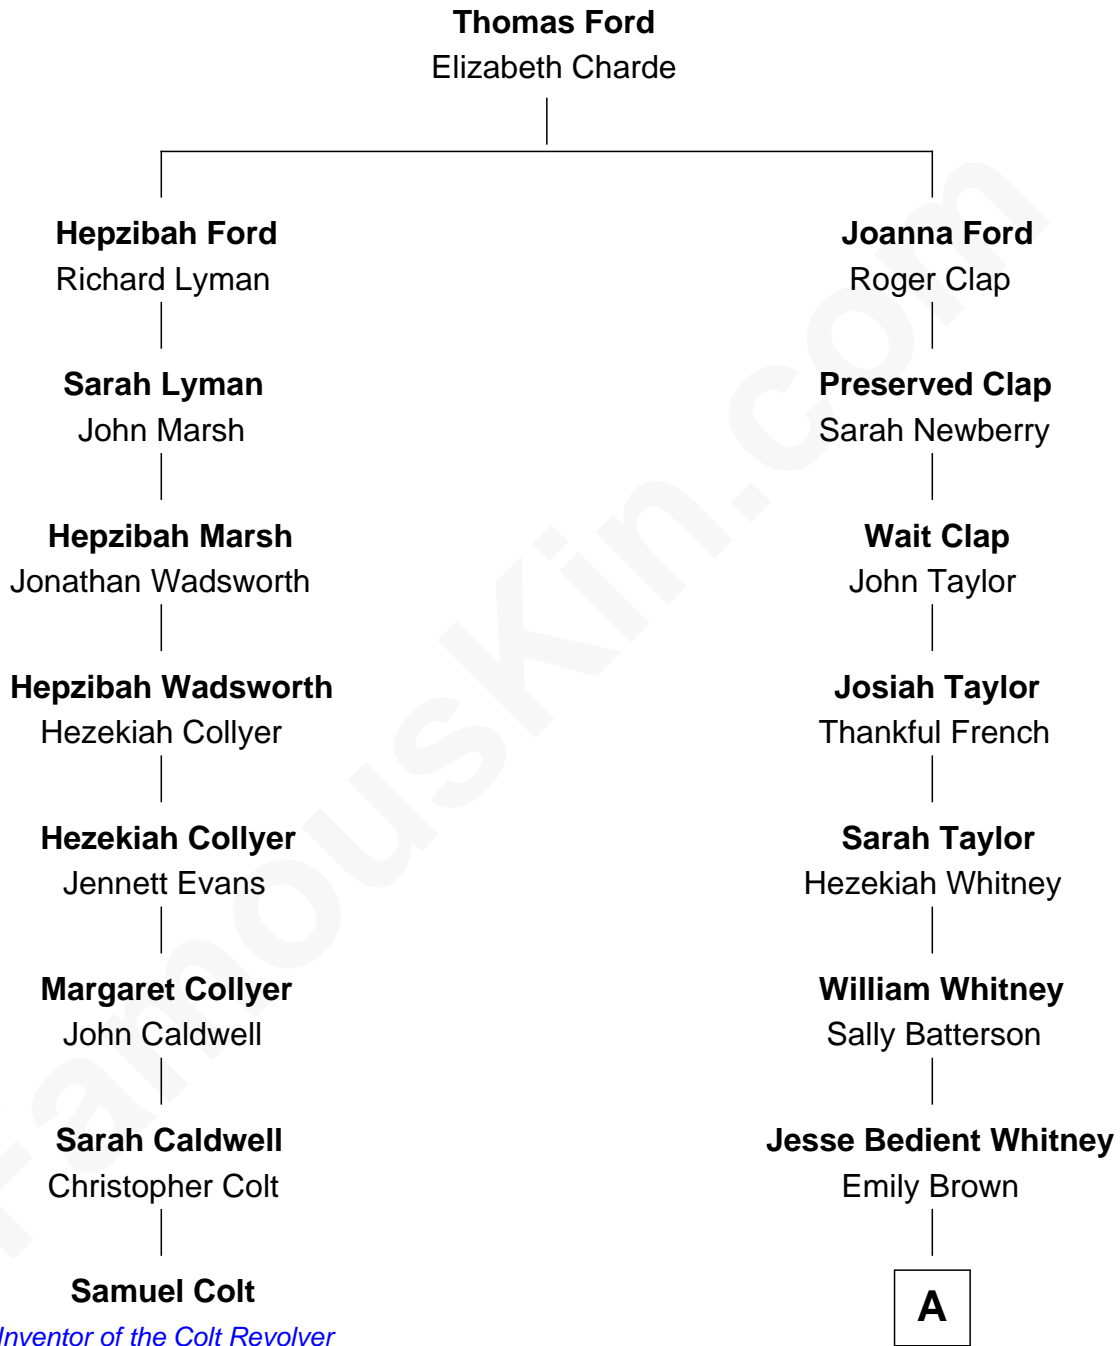 Thomas Ford
Elizabeth Charde
Hepzibah Ford
Richard Lyman
Joanna Ford
Roger Clap
Sarah Lyman
John Marsh
Preserved Clap
Sarah Newberry
Hepzibah Marsh
Jonathan Wadsworth
Wait Clap
John Taylor
Hepzibah Wadsworth
Hezekiah Collyer
Josiah Taylor
Thankful French
Hezekiah Collyer
Jennett Evans
Sarah Taylor
Hezekiah Whitney
Margaret Collyer
John Caldwell
William Whitney
Sally Batterson
Sarah Caldwell
Christopher Colt
Jesse Bedient Whitney
Emily Brown
Samuel Colt
Inventor of the Colt Revolver
A
FamousKin.com